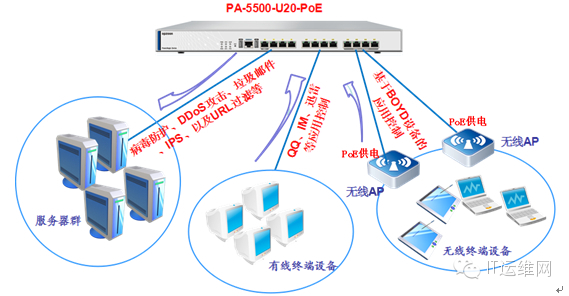 PA-5500-U20-PoE
病毒防护、DDoS攻击、垃圾邮件
、IPS、以及URL过滤等
QQ、IM、迅雷
等应用控制
基于BOYD设备的
应用控制
PoE供电
无线AP
PoE供电
无线AP
服务器群
有线终端设备
无线终端设备
IT运维网